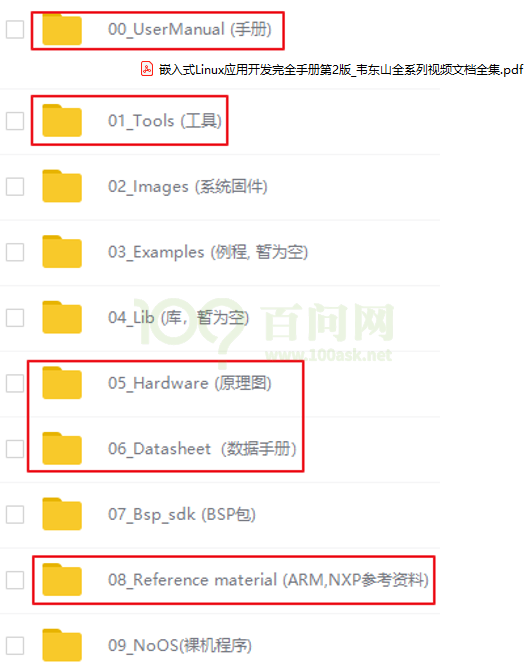 00_UserManual (手册)
嵌入式Linux应用开发完全手册第2版_韦东山全系列视频文档全集.pdf
01_Tools (工具)
02_Images (系统固件)
03_Examples (例程, 暂为空)
04_Lib (库，暂为空)
100? 百问网
www.100ask.net
05_Hardware (原理图)
06_Datasheet（数据手册）
07_Bsp_sdk (BSP包)
08_Reference material (ARM,NXP参考资料)
09_NoOS(裸机程序)